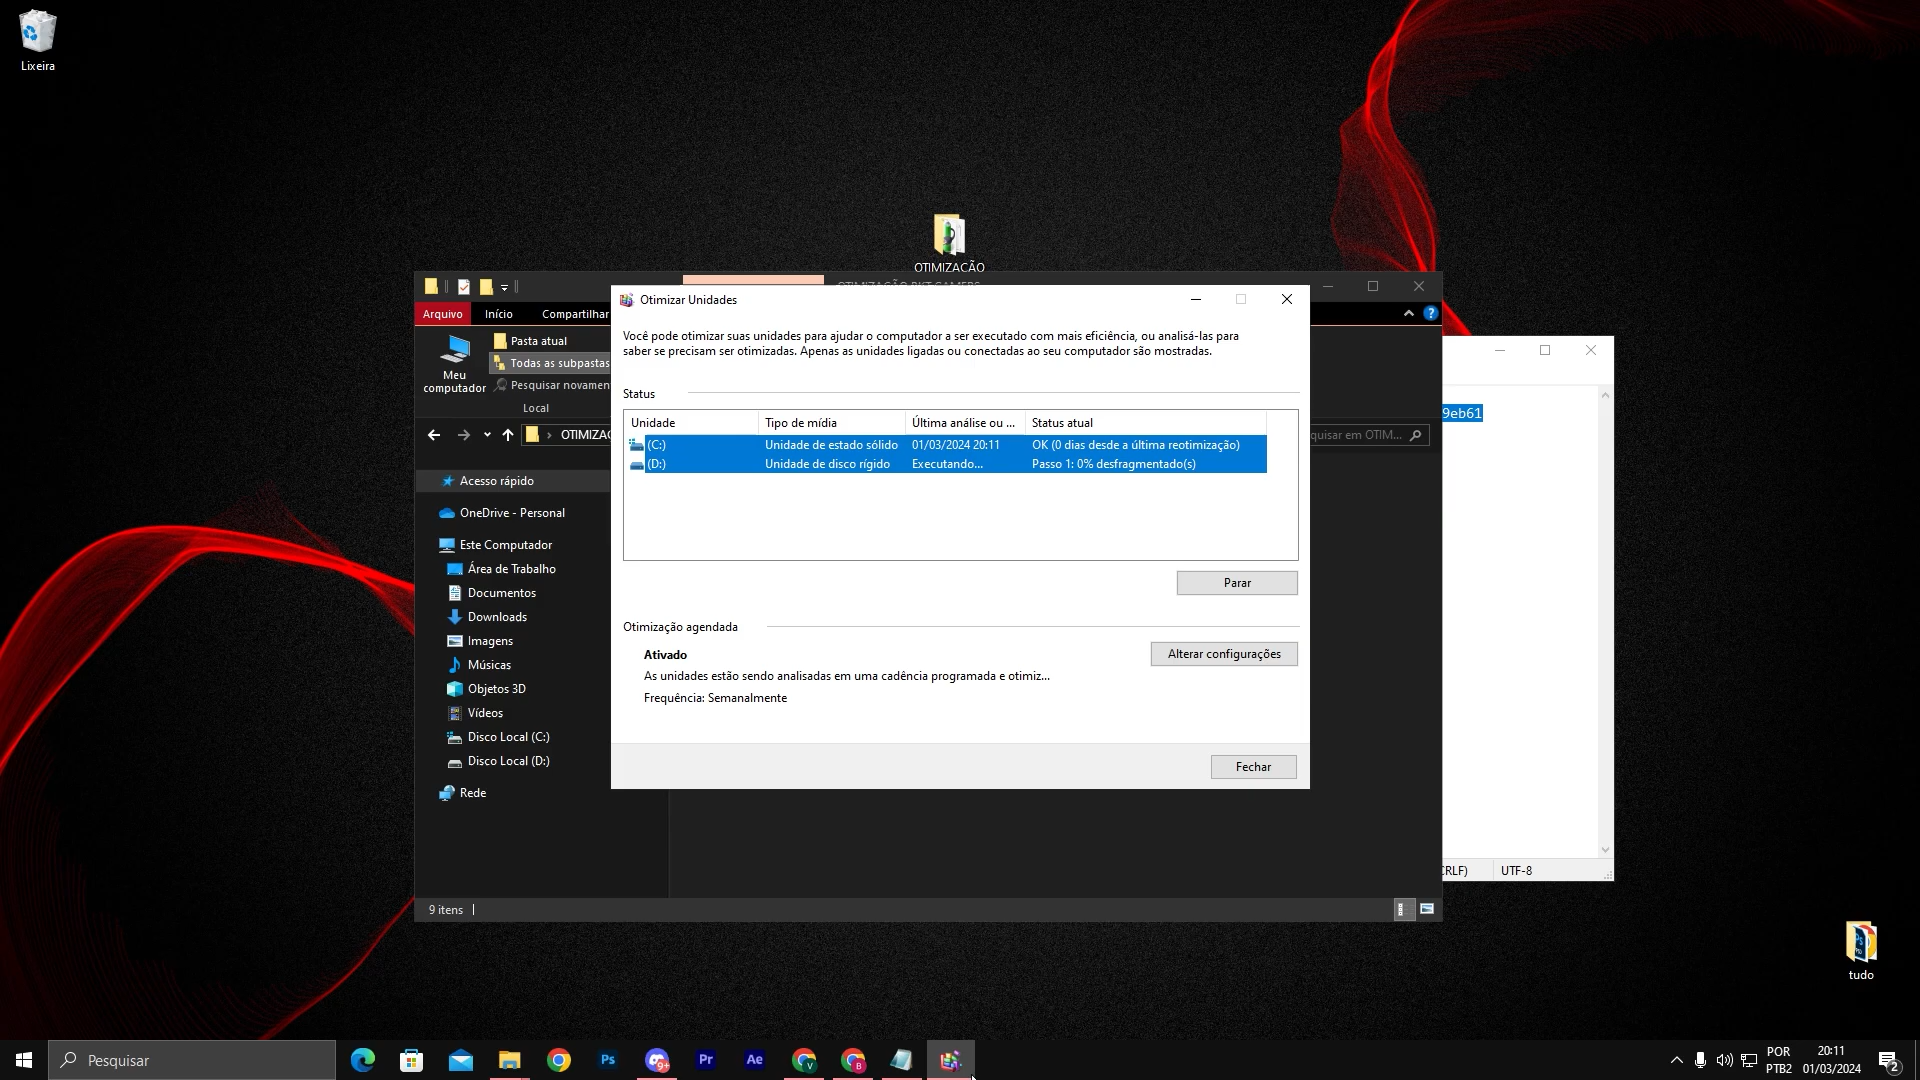 Lixeira
OTIMIZAÇÃO
Arquivo
Início
Compartilhar
Meu computador
Pasta atual
Todas as subpastas
Pesquisar
Local
OTIMIZAÇ
quisar em OTIM...
Acesso rápido
OneDrive - Personal
Este Computador
Área de Trabalho
Documentos
Downloads
Imagens
Músicas
Objetos 3D
Vídeos
Disco Local (C:)
Disco Local (D:)
Rede
9 itens
Otimizar Unidades
Você pode otimizar suas unidades para ajudar o computador a ser executado com mais eficiência, ou analisá-las para
saber se precisam ser otimizadas. Apenas as unidades ligadas ou conectadas ao seu computador são mostradas.
Status
Unidade Tipo de mídia Última análise ou ... Status atual
(C:) Unidade de estado sólido 01/03/2024 20:11 OK (0 dias desde a última reotimização)
(D:) Unidade de disco rígido Executando... Passo 1: 0% desfragmentado(s)
Parar
Otimização agendada
Ativado
Alterar configurações
As unidades estão sendo analisadas em uma cadência programada e otimiz...
Frequência: Semanalmente
Fechar
9eb61
CRLF)
UTF-8
tudo
Pesquisar
Ps
9+
Pr
Ae
V
B
POR
PTB2
20:11
01/03/2024
2